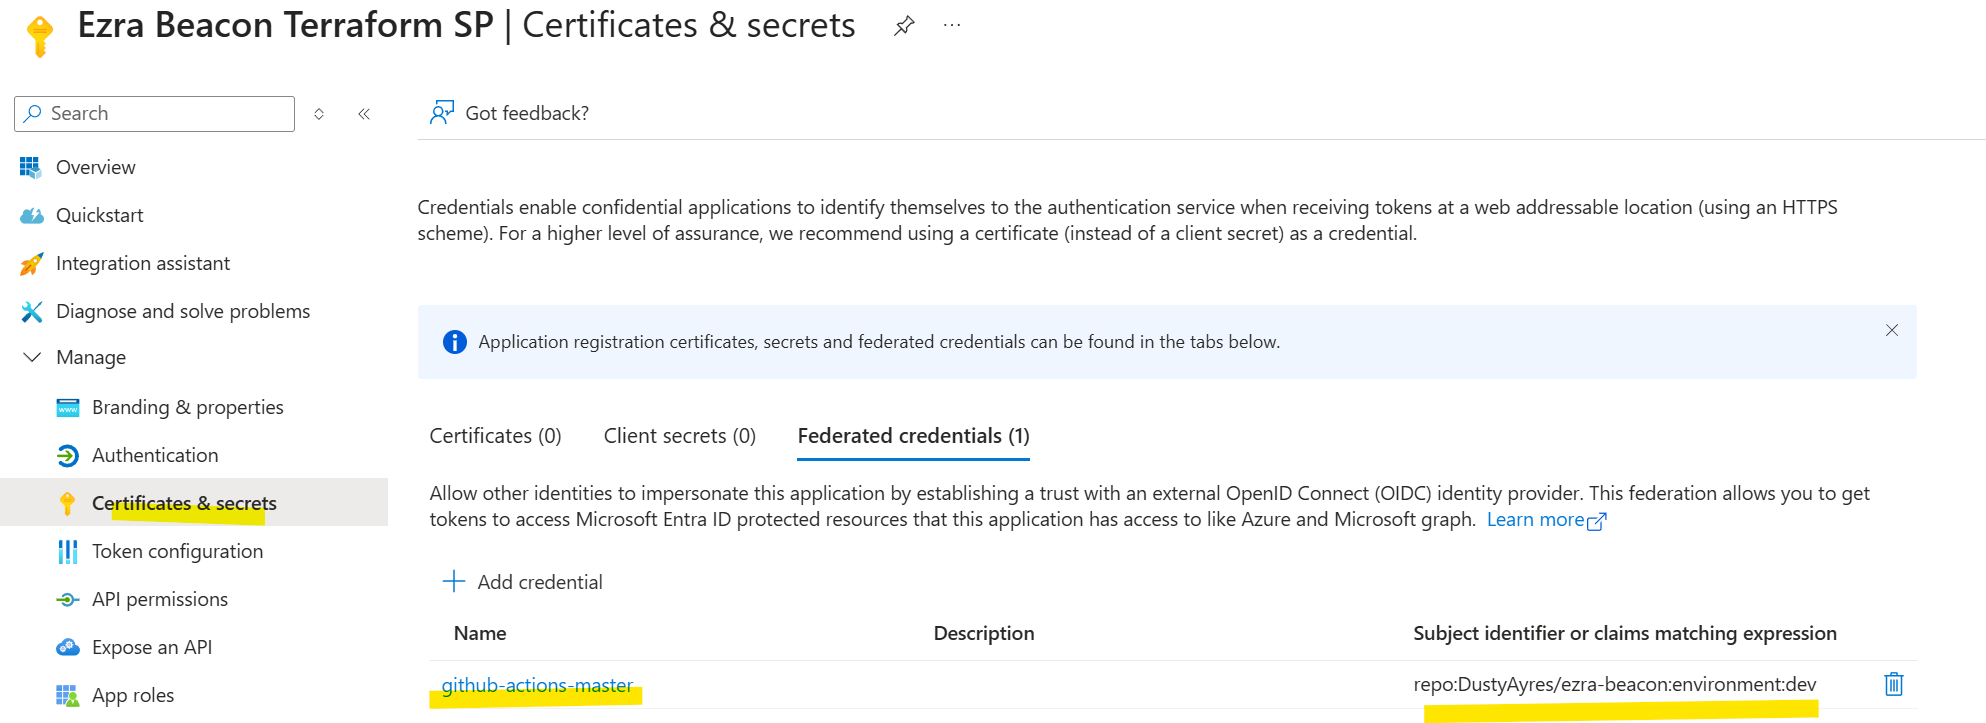 Ezra Beacon Terraform SP | Certificates & secrets
Search
Overview
Quickstart
Integration assistant
Diagnose and solve problems
Manage
Branding & properties
Authentication
Certificates & secrets
Token configuration
API permissions
Expose an API
App roles
Got feedback?
Credentials enable confidential applications to identify themselves to the authentication service when receiving tokens at a web addressable location (using an HTTPS
scheme). For a higher level of assurance, we recommend using a certificate (instead of a client secret) as a credential.
Application registration certificates, secrets and federated credentials can be found in the tabs below.
Certificates (0) Client secrets (0) Federated credentials (1)
Allow other identities to impersonate this application by establishing a trust with an external OpenID Connect (OIDC) identity provider. This federation allows you to get
tokens to access Microsoft Entra ID protected resources that this application has access to like Azure and Microsoft graph. Learn more
Add credential
Name Description Subject identifier or claims matching expression
github-actions-master repo:DustyAyres/ezra-beacon:environment:dev